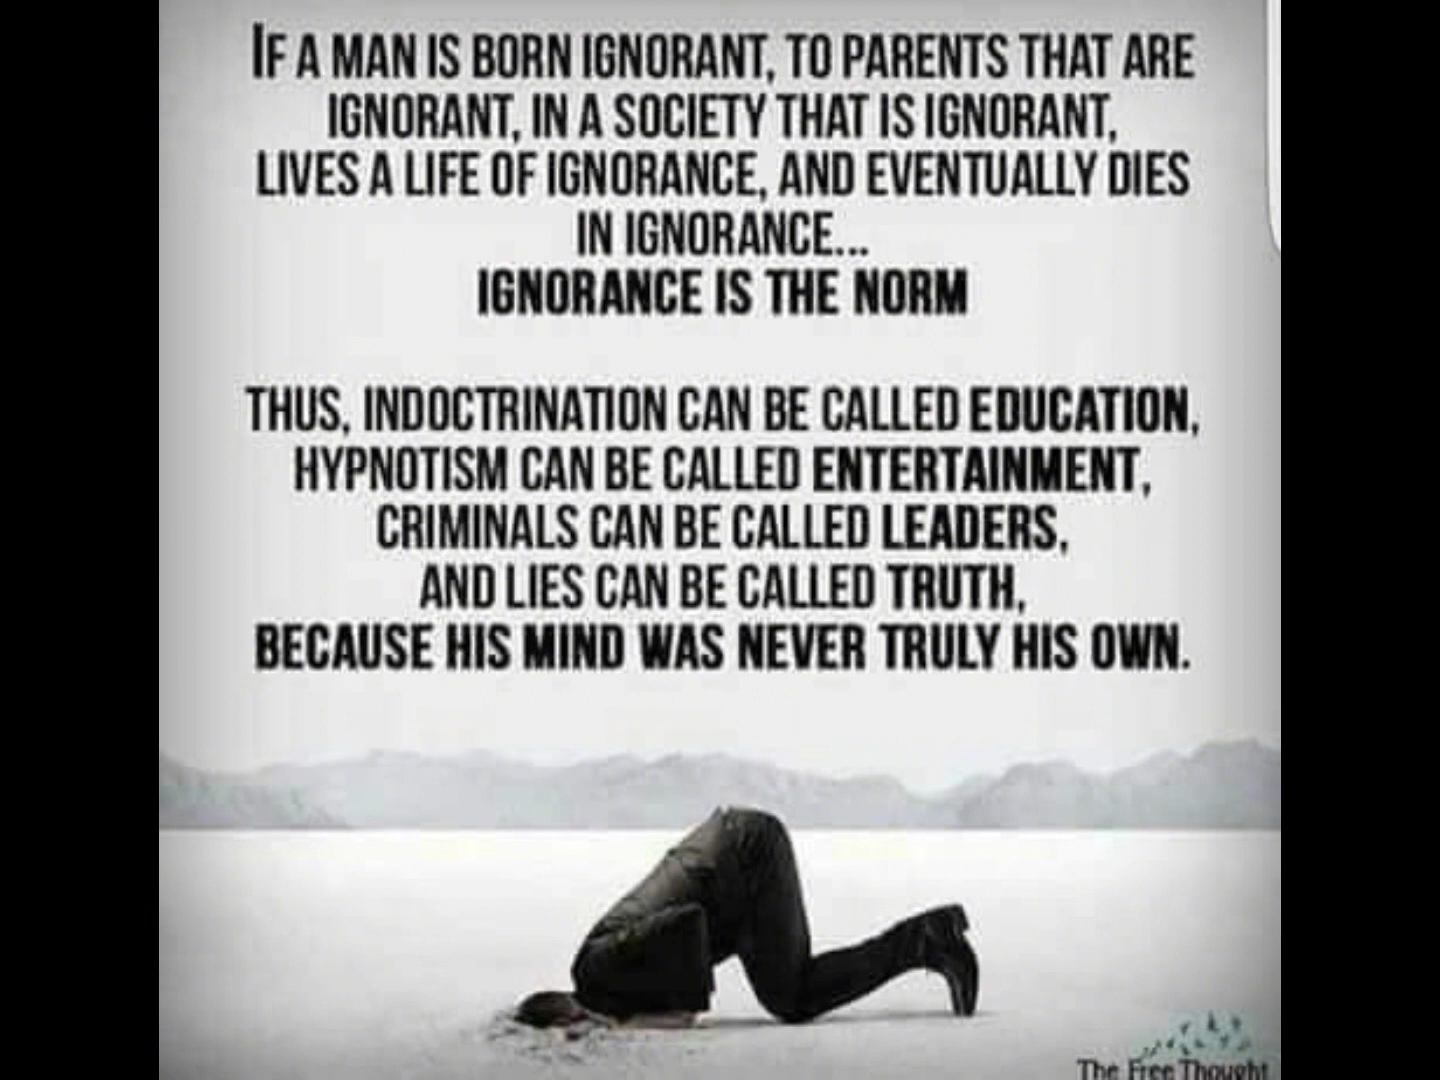 IF A MAN IS BORN IGNORANT, TO PARENTS THAT ARE
IGNORANT, IN A SOCIETY THAT IS IGNORANT,
LIVES A LIFE OF IGNORANCE, AND EVENTUALLY DIES
IN IGNORANCE...
IGNORANCE IS THE NORM
THUS, INDOCTRINATION CAN BE CALLED EDUCATION,
HYPNOTISM CAN BE CALLED ENTERTAINMENT,
CRIMINALS CAN BE CALLED LEADERS,
AND LIES CAN BE CALLED TRUTH,
BECAUSE HIS MIND WAS NEVER TRULY HIS OWN.
The Free Thought